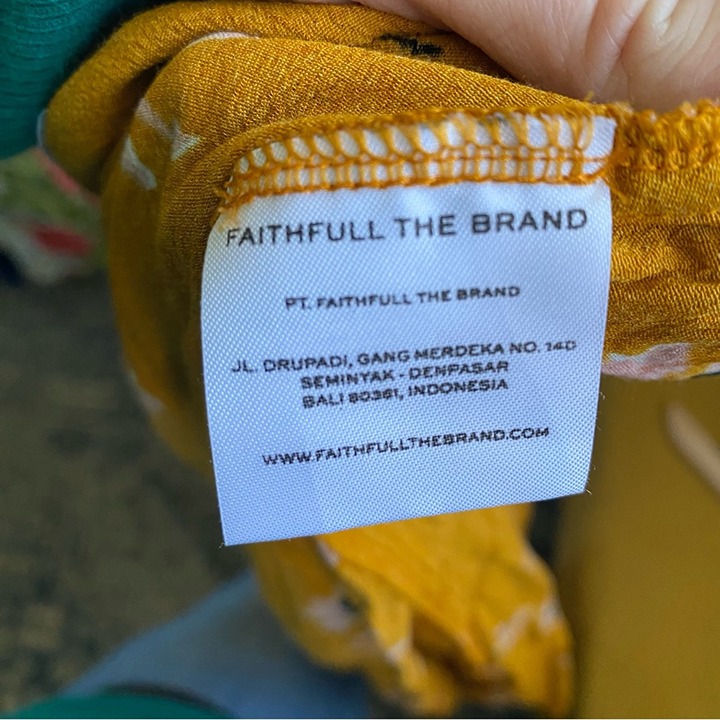 FAITHFULL THE BRAND
PT. FAITHFULL THE BRAND
JL. DRUPADI, GANG MERDEKA NO. 14D
SEMINYAK - DENPASAR
BALI 80361, INDONESIA
WWW.FAITHFULLTHEBRAND.COM